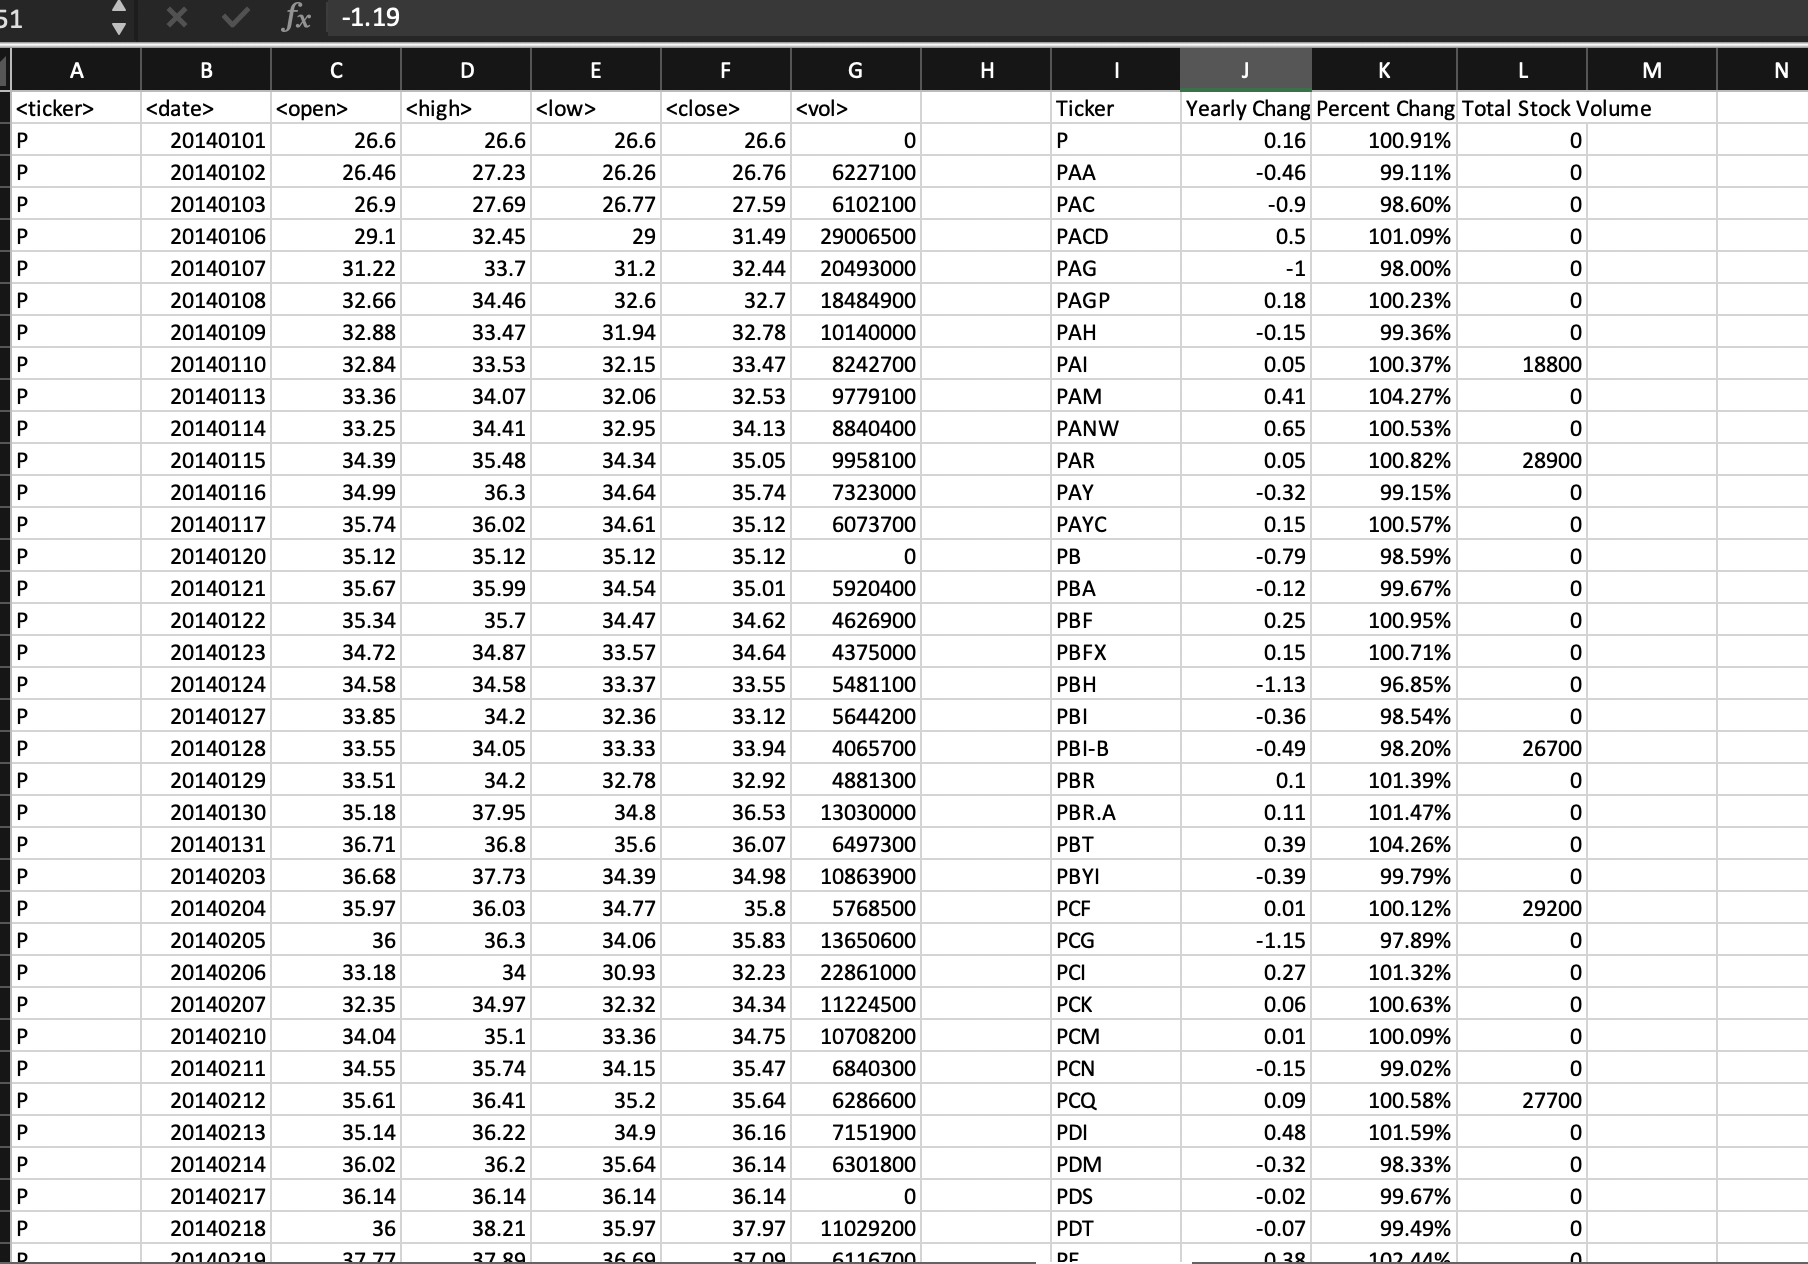 51 fx -1.19
A B C D E F G H I J K L M N
<ticker> <date> <open> <high> <low> <close> <vol> Ticker Yearly Chang Percent Chang Total Stock Volume
P 20140101 26.6 26.6 26.6 26.6 0 P 0.16 100.91% 0
P 20140102 26.46 27.23 26.26 26.76 6227100 PAA -0.46 99.11% 0
P 20140103 26.9 27.69 26.77 27.59 6102100 PAC -0.9 98.60% 0
P 20140106 29.1 32.45 29 31.49 29006500 PACD 0.5 101.09% 0
P 20140107 31.22 33.7 31.2 32.44 20493000 PAG -1 98.00% 0
P 20140108 32.66 34.46 32.6 32.7 18484900 PAGP 0.18 100.23% 0
P 20140109 32.88 33.47 31.94 32.78 10140000 PAH -0.15 99.36% 0
P 20140110 32.84 33.53 32.15 33.47 8242700 PAI 0.05 100.37% 18800
P 20140113 33.36 34.07 32.06 32.53 9779100 PAM 0.41 104.27% 0
P 20140114 33.25 34.41 32.95 34.13 8840400 PANW 0.65 100.53% 0
P 20140115 34.39 35.48 34.34 35.05 9958100 PAR 0.05 100.82% 28900
P 20140116 34.99 36.3 34.64 35.74 7323000 PAY -0.32 99.15% 0
P 20140117 35.74 36.02 34.61 35.12 6073700 PAYC 0.15 100.57% 0
P 20140120 35.12 35.12 35.12 35.12 0 PB -0.79 98.59% 0
P 20140121 35.67 35.99 34.54 35.01 5920400 PBA -0.12 99.67% 0
P 20140122 35.34 35.7 34.47 34.62 4626900 PBF 0.25 100.95% 0
P 20140123 34.72 34.87 33.57 34.64 4375000 PBFX 0.15 100.71% 0
P 20140124 34.58 34.58 33.37 33.55 5481100 PBH -1.13 96.85% 0
P 20140127 33.85 34.2 32.36 33.12 5644200 PBI -0.36 98.54% 0
P 20140128 33.55 34.05 33.33 33.94 4065700 PBI-B -0.49 98.20% 26700
P 20140129 33.51 34.2 32.78 32.92 4881300 PBR 0.1 101.39% 0
P 20140130 35.18 37.95 34.8 36.53 13030000 PBR.A 0.11 101.47% 0
P 20140131 36.71 36.8 35.6 36.07 6497300 PBT 0.39 104.26% 0
P 20140203 36.68 37.73 34.39 34.98 10863900 PBYI -0.39 99.79% 0
P 20140204 35.97 36.03 34.77 35.8 5768500 PCF 0.01 100.12% 29200
P 20140205 36 36.3 34.06 35.83 13650600 PCG -1.15 97.89% 0
P 20140206 33.18 34 30.93 32.23 22861000 PCI 0.27 101.32% 0
P 20140207 32.35 34.97 32.32 34.34 11224500 PCK 0.06 100.63% 0
P 20140210 34.04 35.1 33.36 34.75 10708200 PCM 0.01 100.09% 0
P 20140211 34.55 35.74 34.15 35.47 6840300 PCN -0.15 99.02% 0
P 20140212 35.61 36.41 35.2 35.64 6286600 PCQ 0.09 100.58% 27700
P 20140213 35.14 36.22 34.9 36.16 7151900 PDI 0.48 101.59% 0
P 20140214 36.02 36.2 35.64 36.14 6301800 PDM -0.32 98.33% 0
P 20140217 36.14 36.14 36.14 36.14 0 PDS -0.02 99.67% 0
P 20140218 36 38.21 35.97 37.97 11029200 PDT -0.07 99.49% 0
P 20140219 37.77 37.89 36.69 37.09 6116700 PE 0.38 102.44% 0